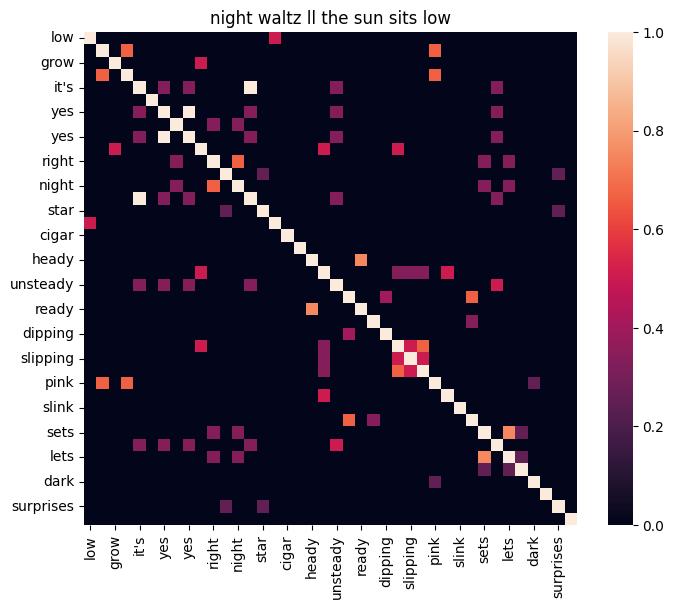 night waltz ll the sun sits low
low
grow
it's
yes
yes
right
night
star
cigar
heady
unsteady
ready
dipping
slipping
pink
slink
sets
lets
dark
surprises
low
grow
it's
yes
yes
right
night
star
cigar
heady
unsteady
ready
dipping
slipping
pink
slink
sets
lets
dark
surprises
1.0
0.8
0.6
0.4
0.2
0.0